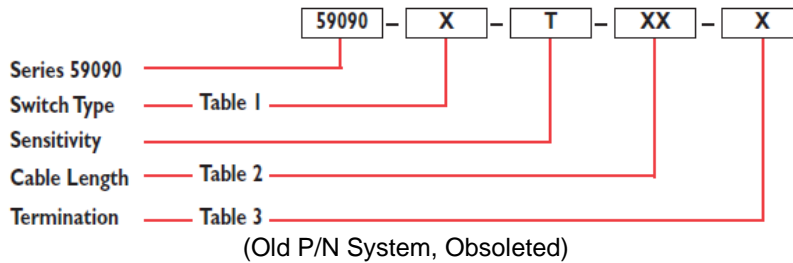 59090 – X – T – XX – X
Series 59090
Switch Type Table 1
Sensitivity
Cable Length Table 2
Termination Table 3
(Old P/N System, Obsoleted)